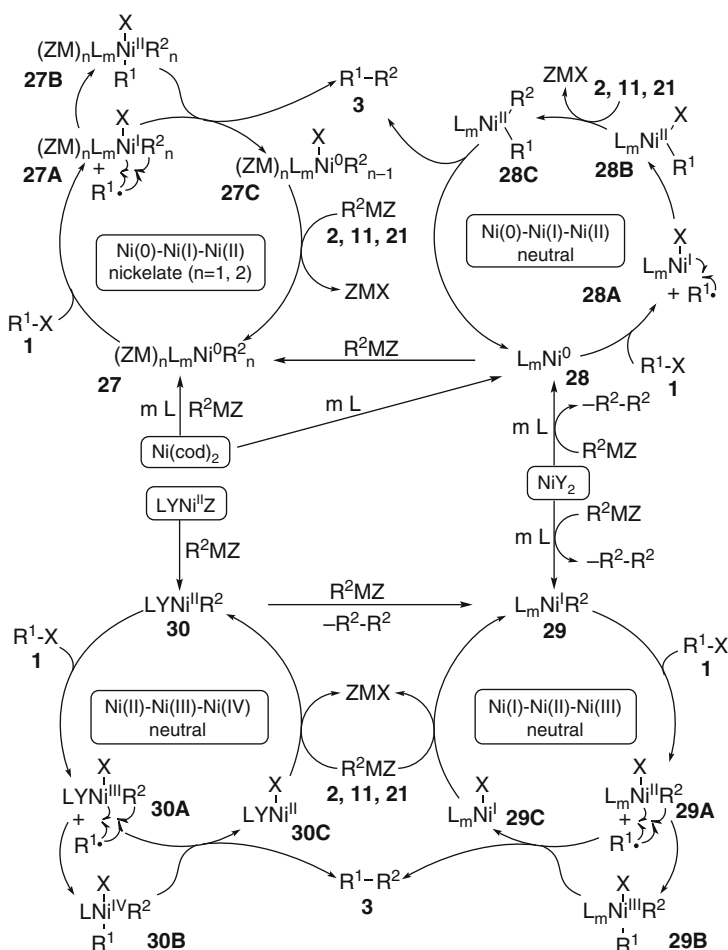 X
(ZM)ₙLₘNiᴵᴵR²ₙ
27B
R¹
X
(ZM)ₙLₘNiᴵR²ₙ
27A
+
R¹•
X
(ZM)ₙLₘNi⁰R²ₙ₋₁
27C
R¹–R²
3
Ni(0)-Ni(I)-Ni(II)
nickelate (n=1, 2)
R²MZ
2, 11, 21
ZMX
R¹-X
1
(ZM)ₙLₘNi⁰R²ₙ
27
R²MZ
ZMX
2, 11, 21
R²
LₘNiᴵᴵ
R¹
28C
X
LₘNiᴵᴵ
R¹
28B
Ni(0)-Ni(I)-Ni(II)
neutral
X
LₘNiᴵ
28A
+ R¹•
LₘNi⁰
28
R¹-X
1
m L
R²MZ
m L
Ni(cod)₂
–R²-R²
m L
R²MZ
NiY₂
LYNiᴵᴵZ
R²MZ
R²MZ
m L
–R²-R²
LYNiᴵᴵR²
30
R²MZ
–R²-R²
LₘNiᴵR²
29
R¹-X
1
R¹-X
1
Ni(II)-Ni(III)-Ni(IV)
neutral
ZMX
Ni(I)-Ni(II)-Ni(III)
neutral
R²MZ
2, 11, 21
X
LYNiᴵᴵᴵR²
30A
+
R¹•
X
LYNiᴵᴵ
30C
X
LₘNiᴵ
29C
X
LₘNiᴵᴵR²
29A
+
R¹•
X
LNiᴵⱽR²
R¹
30B
R¹–R²
3
X
LₘNiᴵᴵᴵR²
R¹
29B